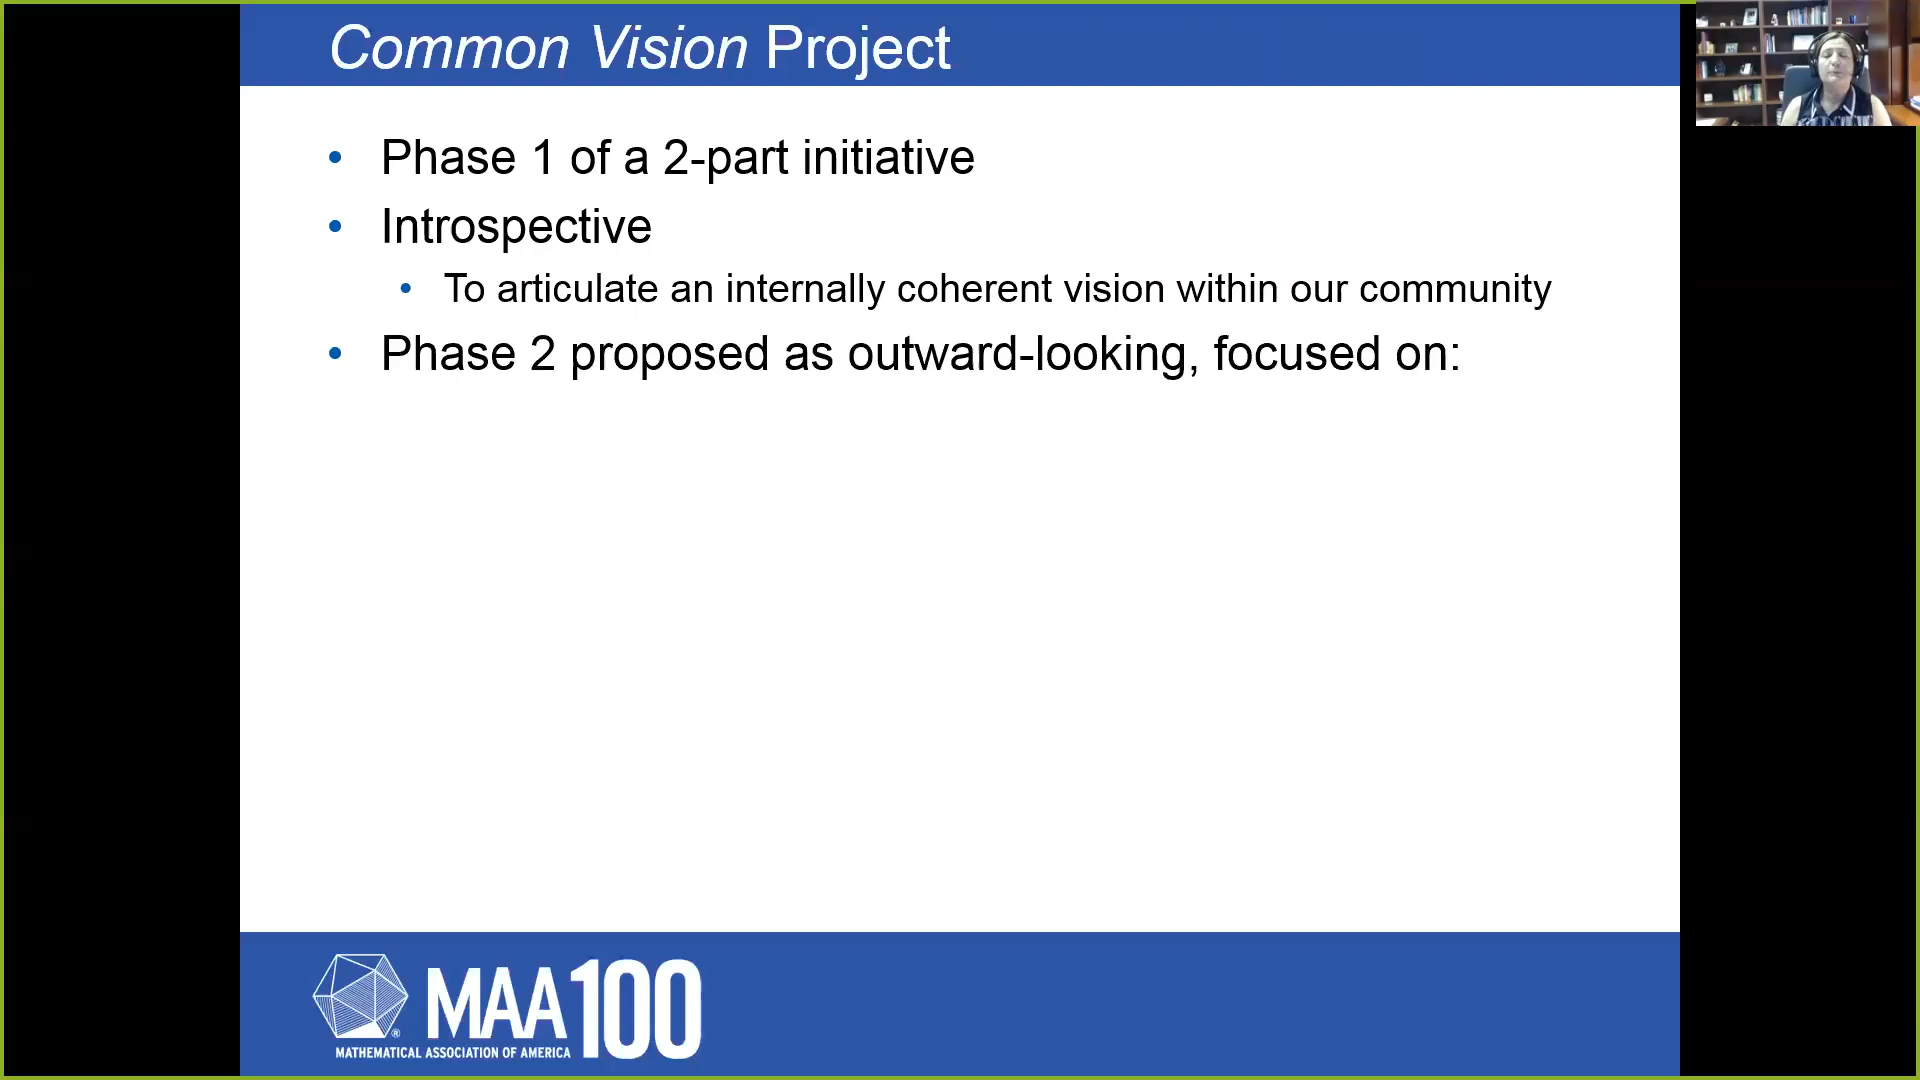 Common Vision Project
• Phase 1 of a 2-part initiative
• Introspective
• To articulate an internally coherent vision within our community
• Phase 2 proposed as outward-looking, focused on:
MAA100
®
MATHEMATICAL ASSOCIATION OF AMERICA